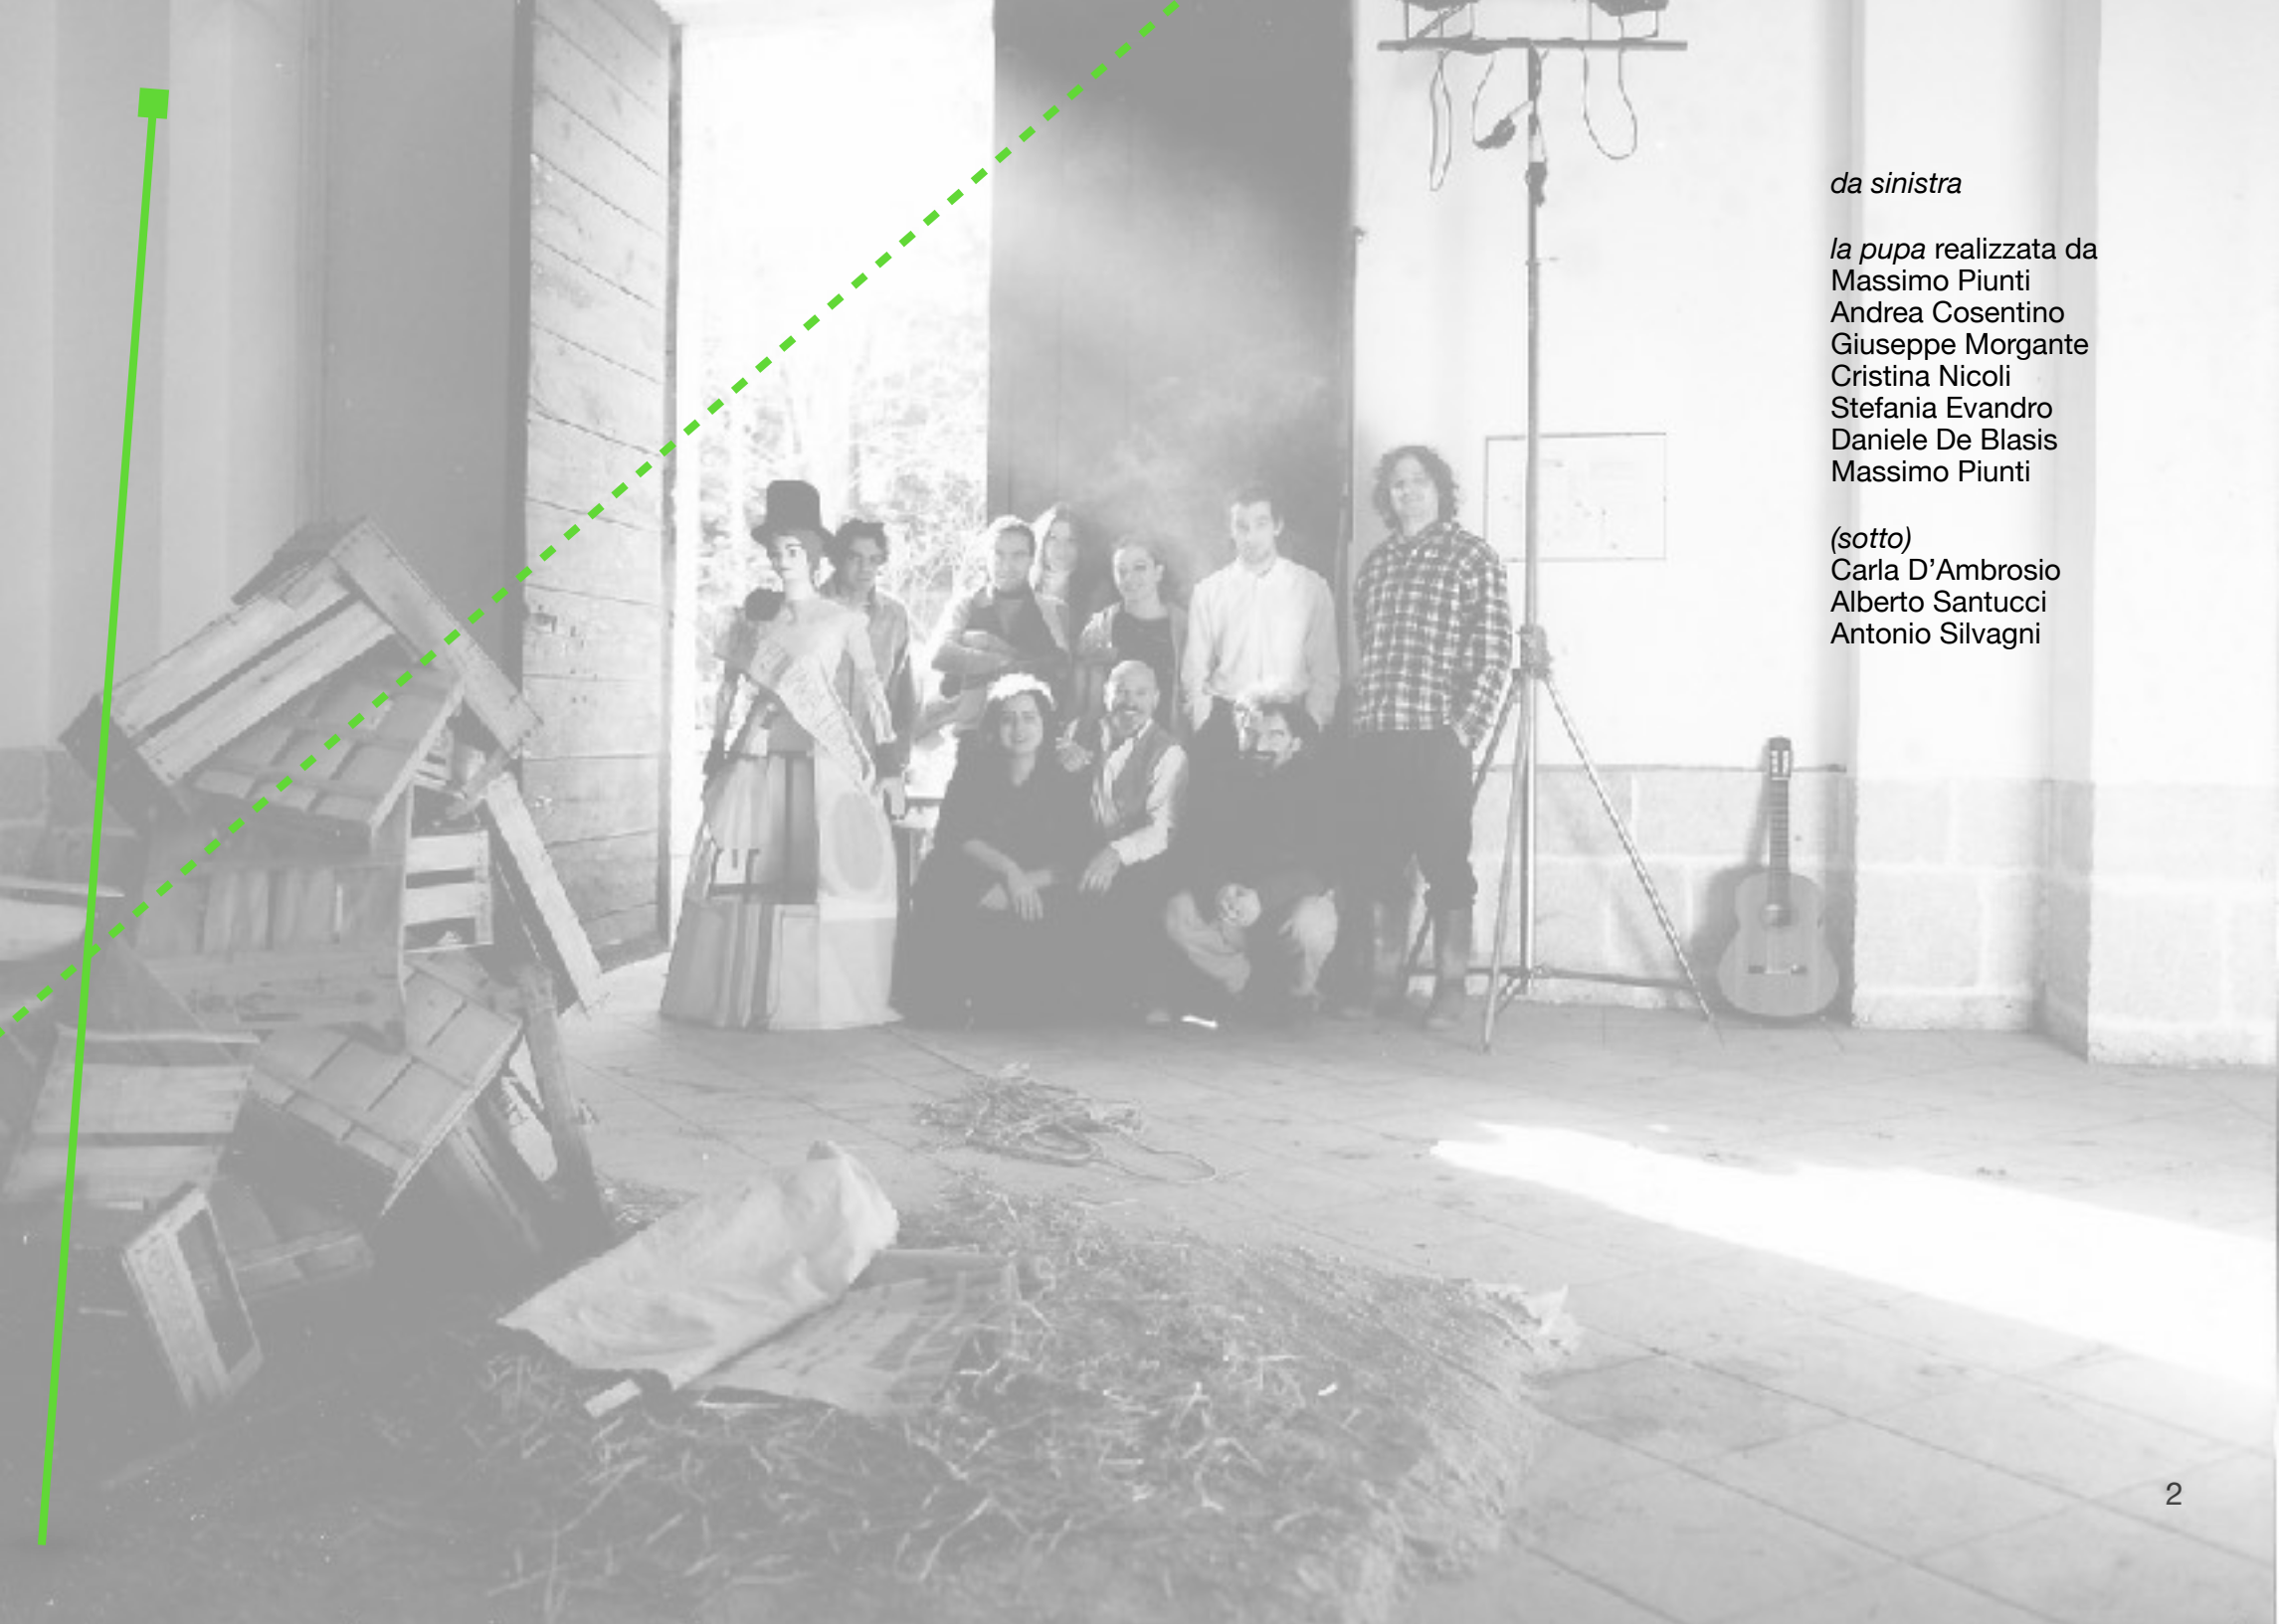 da sinistra
la pupa realizzata da
Massimo Piunti
Andrea Cosentino
Giuseppe Morgante
Cristina Nicoli
Stefania Evandro
Daniele De Blasis
Massimo Piunti
(sotto)
Carla D’Ambrosio
Alberto Santucci
Antonio Silvagni
2